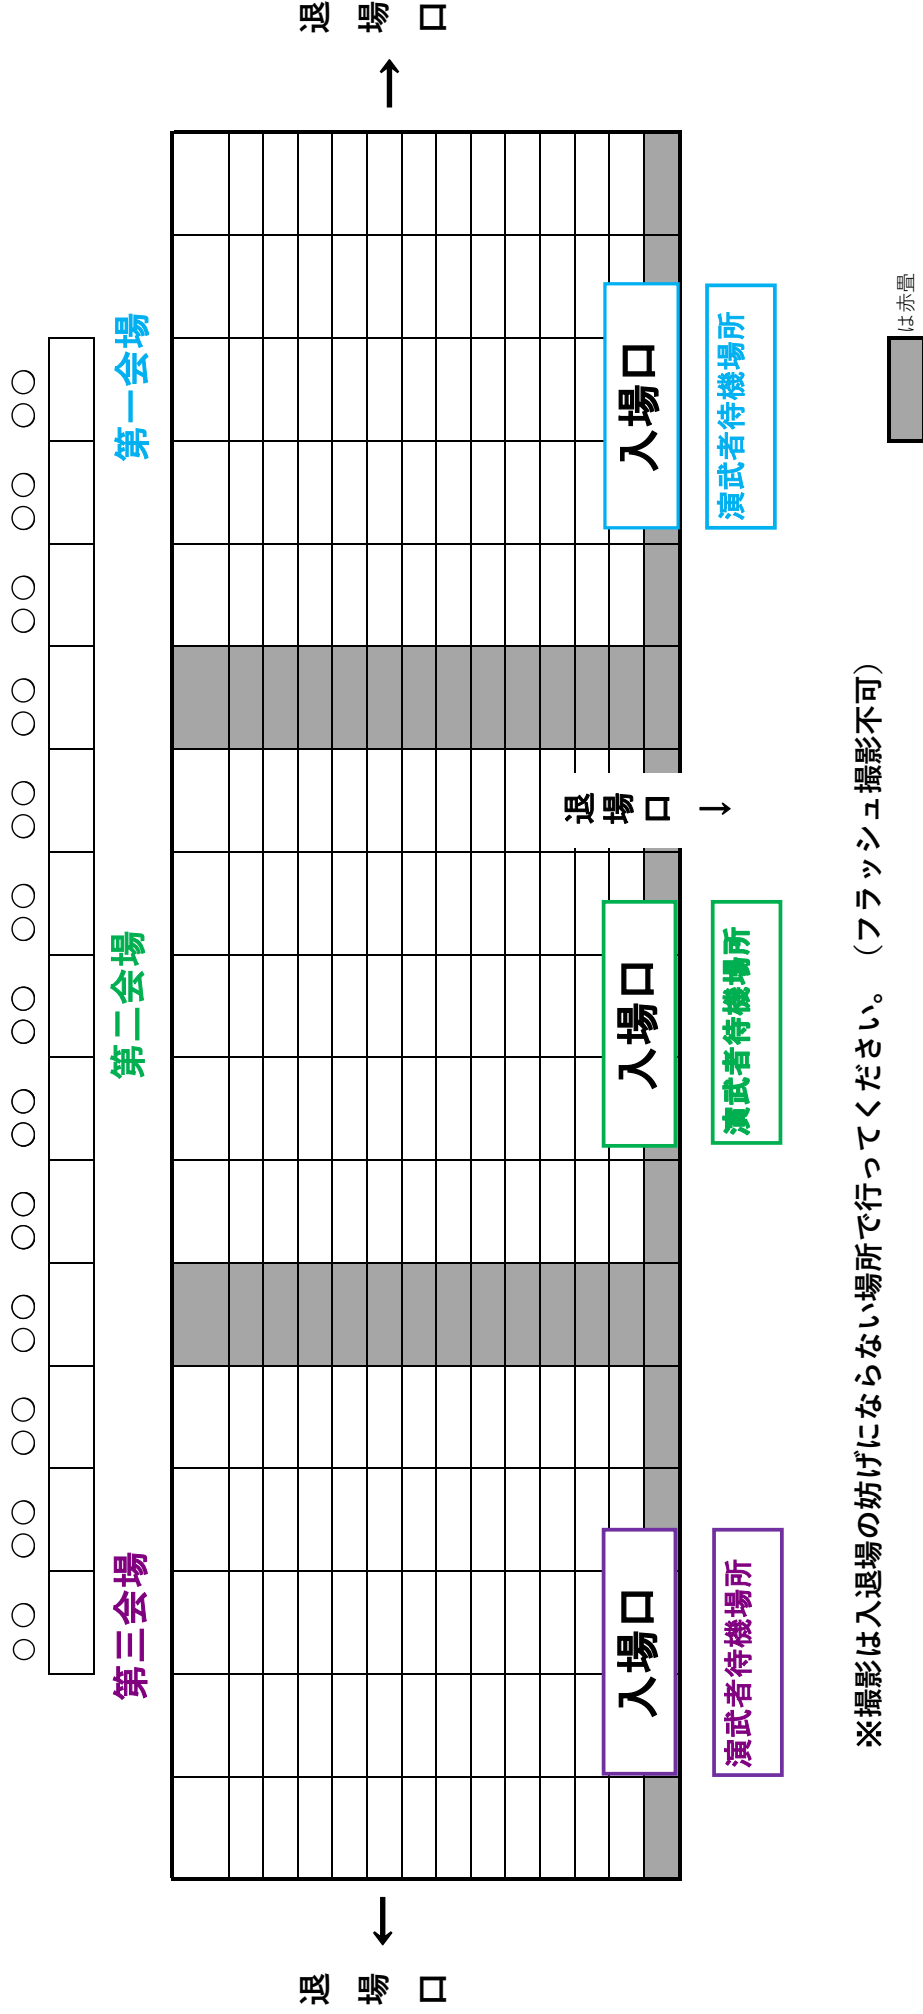 ○○ ○○ ○○ ○○ ○○ ○○ ○○ ○○ ○○ ○○ ○○ ○○ ○○
第三会場 第二会場 第一会場
退場口
←
退場口
→
退場口
↓
入場口 入場口 入場口
演武者待機場所 演武者待機場所 演武者待機場所
※撮影は入退場の妨げにならない場所で行ってください。（フラッシュ撮影不可）
は赤畳